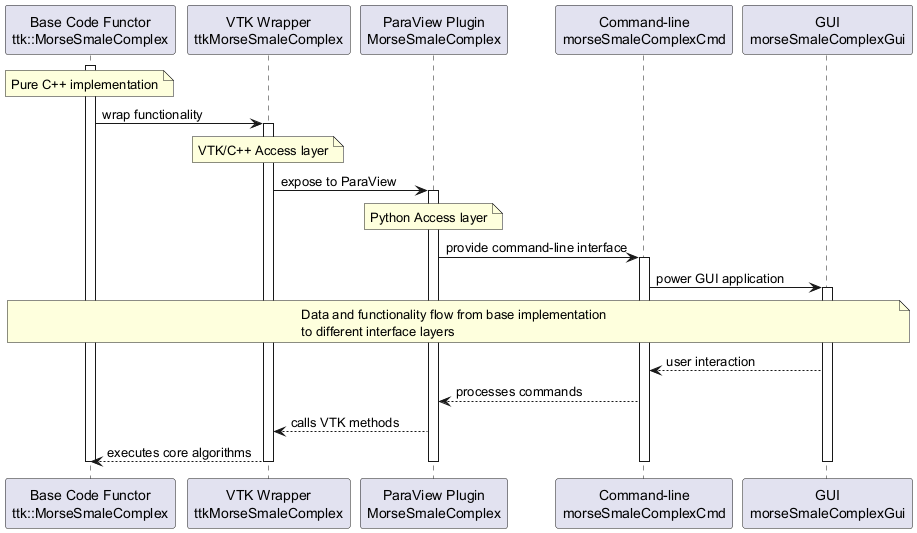 Base Code Functor
ttk::MorseSmaleComplex
VTK Wrapper
ttkMorseSmaleComplex
ParaView Plugin
MorseSmaleComplex
Command-line
morseSmaleComplexCmd
GUI
morseSmaleComplexGui
Pure C++ implementation
wrap functionality
VTK/C++ Access layer
expose to ParaView
Python Access layer
provide command-line interface
power GUI application
Data and functionality flow from base implementation
to different interface layers
user interaction
processes commands
calls VTK methods
executes core algorithms
Base Code Functor
ttk::MorseSmaleComplex
VTK Wrapper
ttkMorseSmaleComplex
ParaView Plugin
MorseSmaleComplex
Command-line
morseSmaleComplexCmd
GUI
morseSmaleComplexGui